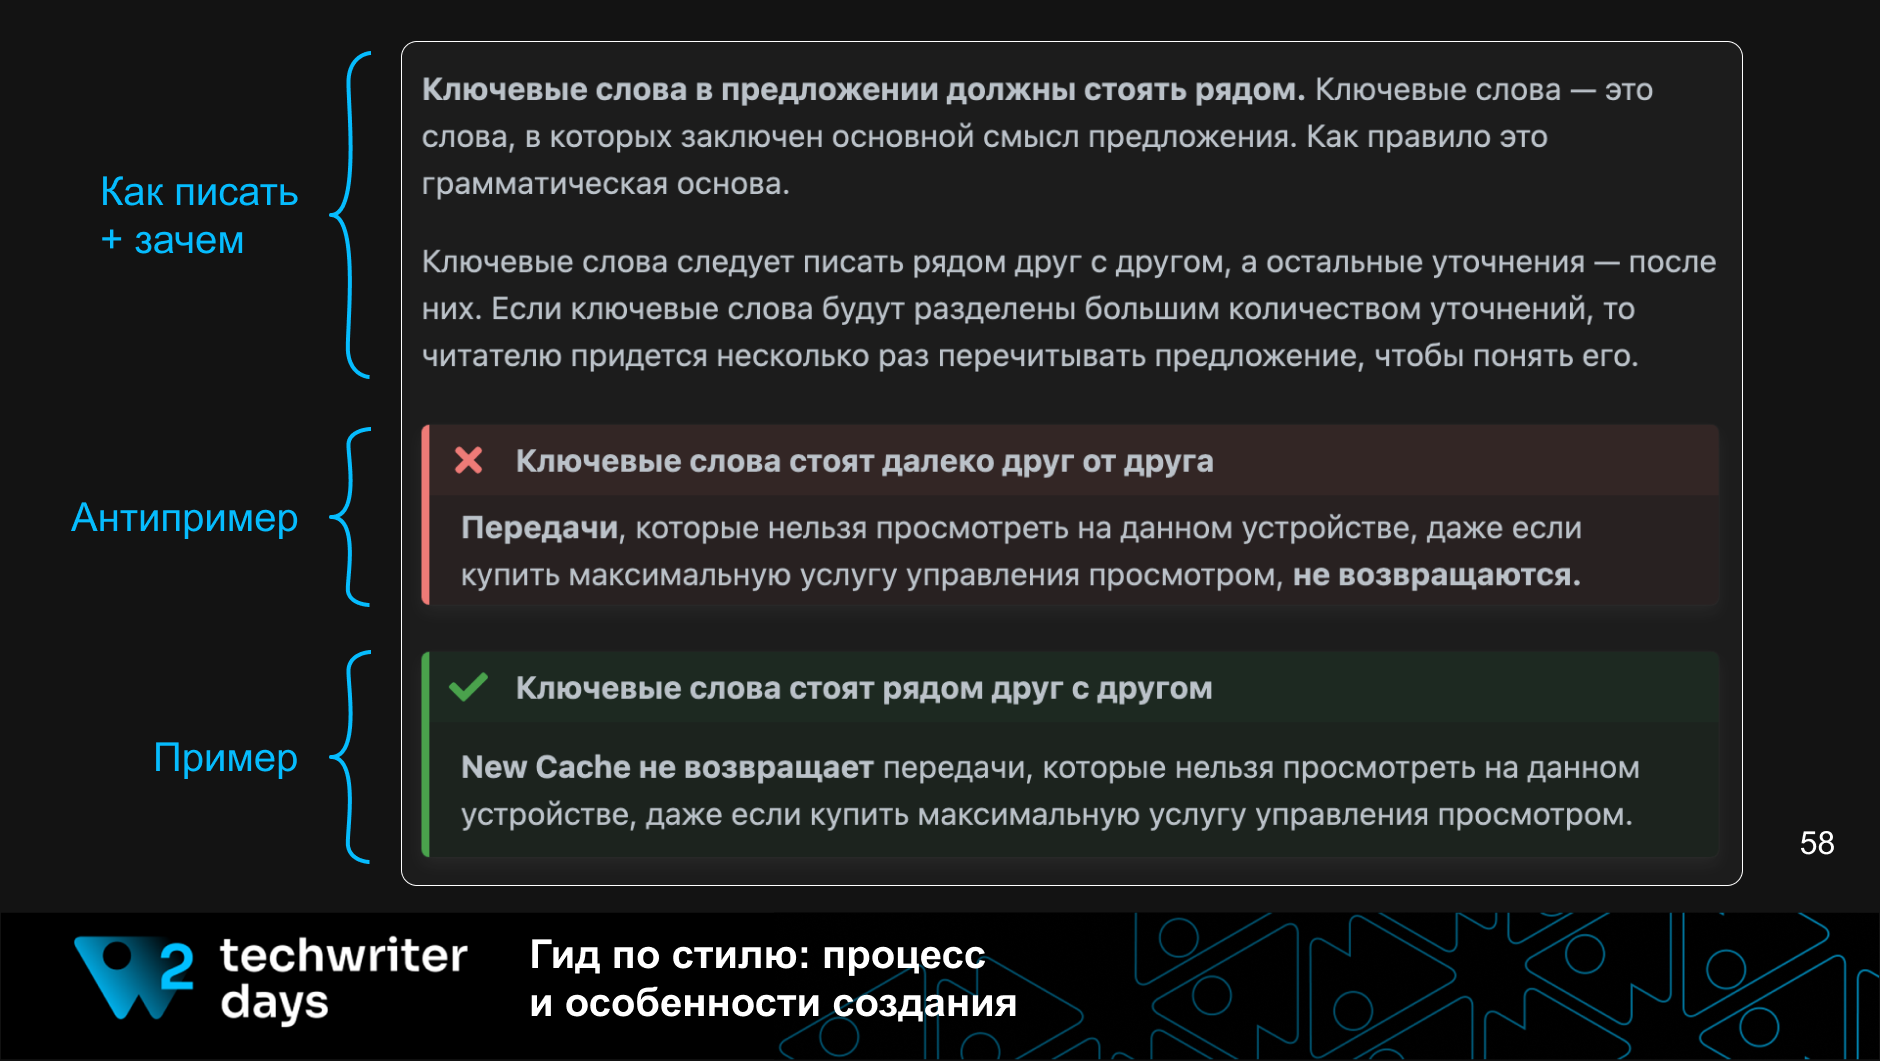 Как писать
+ зачем
Ключевые слова в предложении должны стоять рядом. Ключевые слова — это
слова, в которых заключен основной смысл предложения. Как правило это
грамматическая основа.
Ключевые слова следует писать рядом друг с другом, а остальные уточнения — после
них. Если ключевые слова будут разделены большим количеством уточнений, то
читателю придется несколько раз перечитывать предложение, чтобы понять его.
Антипример
Ключевые слова стоят далеко друг от друга
Передачи, которые нельзя просмотреть на данном устройстве, даже если
купить максимальную услугу управления просмотром, не возвращаются.
Пример
Ключевые слова стоят рядом друг с другом
New Cache не возвращает передачи, которые нельзя просмотреть на данном
устройстве, даже если купить максимальную услугу управления просмотром.
58
2
techwriter
days
Гид по стилю: процесс
и особенности создания